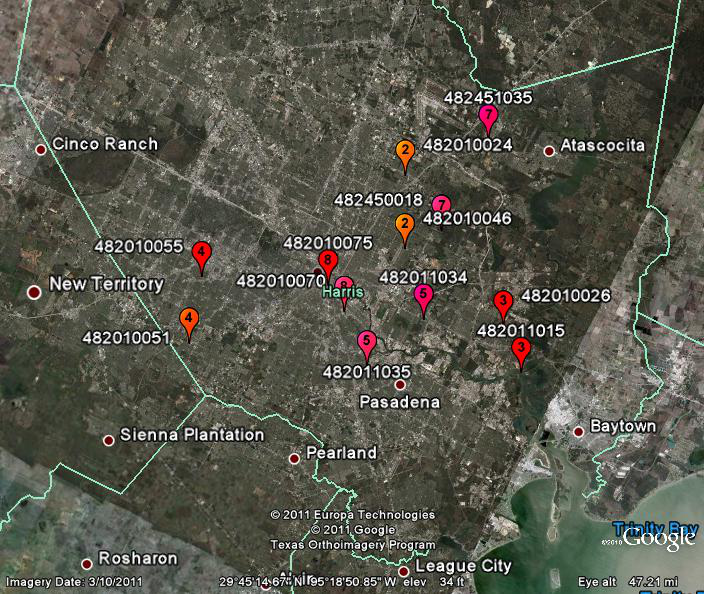 482451035
7
Cinco Ranch
2
482010024
Atascocita
482450018
7
2
482010046
482010055
4
482010075
8
482010070
8
Harris
482011034
5
New Territory
3
482010026
4
482010051
5
482011035
482011015
3
Pasadena
Baytown
Sienna Plantation
Pearland
© 2011 Europa Technologies
© 2011 Google
Texas Orthoimagery Program
Trinity Bay
©2010 Google
Rosharon
League City
Imagery Date: 3/10/2011
29°45'14.67" N 95°18'50.85" W elev 34 ft
Eye alt 47.21 mi